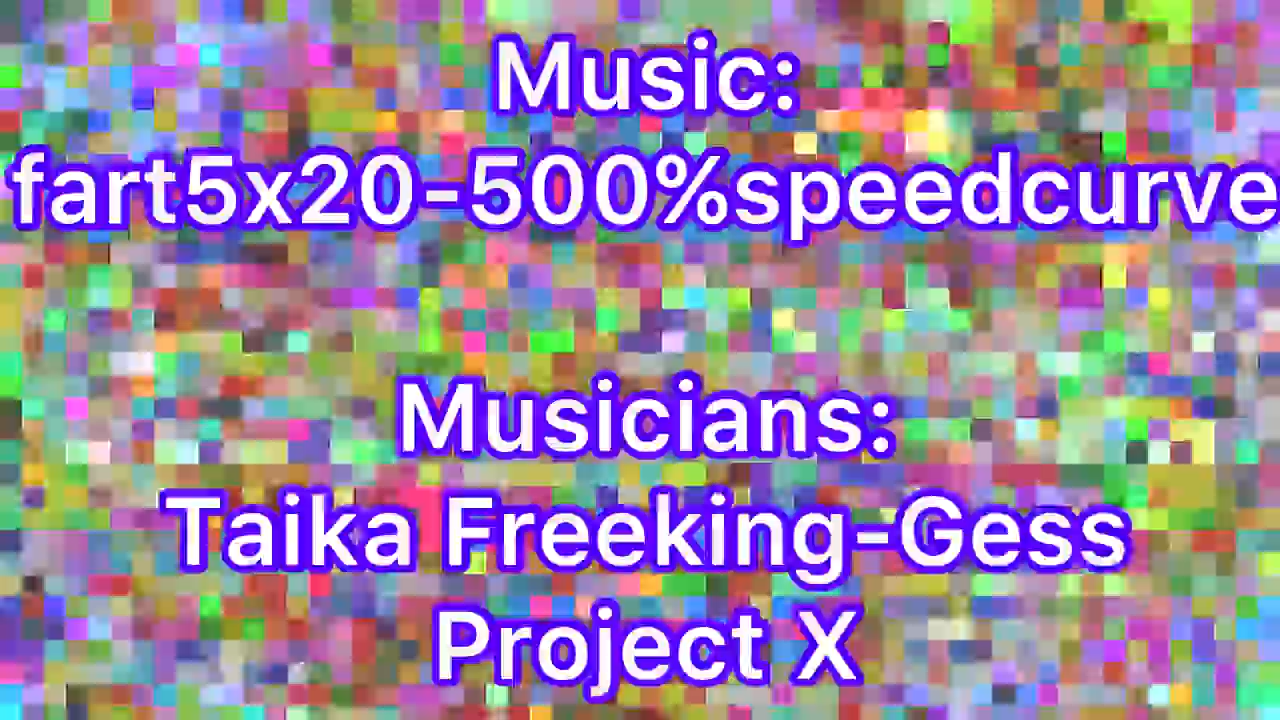 Music:
fart5x20-500%speedcurve
Musicians:
Taika Freeking-Gess
Project X